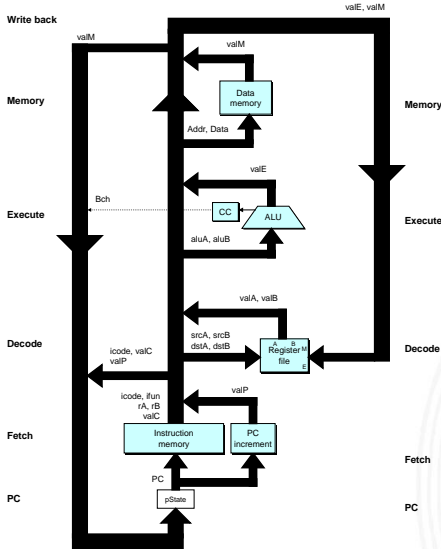 valE, valM
Write back
valM
valM
Data
memory
Memory
Memory
Addr, Data
valE
Bch
CC
ALU
Execute
Execute
aluA, aluB
valA, valB
srcA, srcB
dstA, dstB
A B
Register
file
M
E
Decode
Decode
icode, valC
valP
icode, ifun
rA, rB
valC
valP
Instruction
memory
PC
increment
Fetch
Fetch
PC
pState
PC
PC